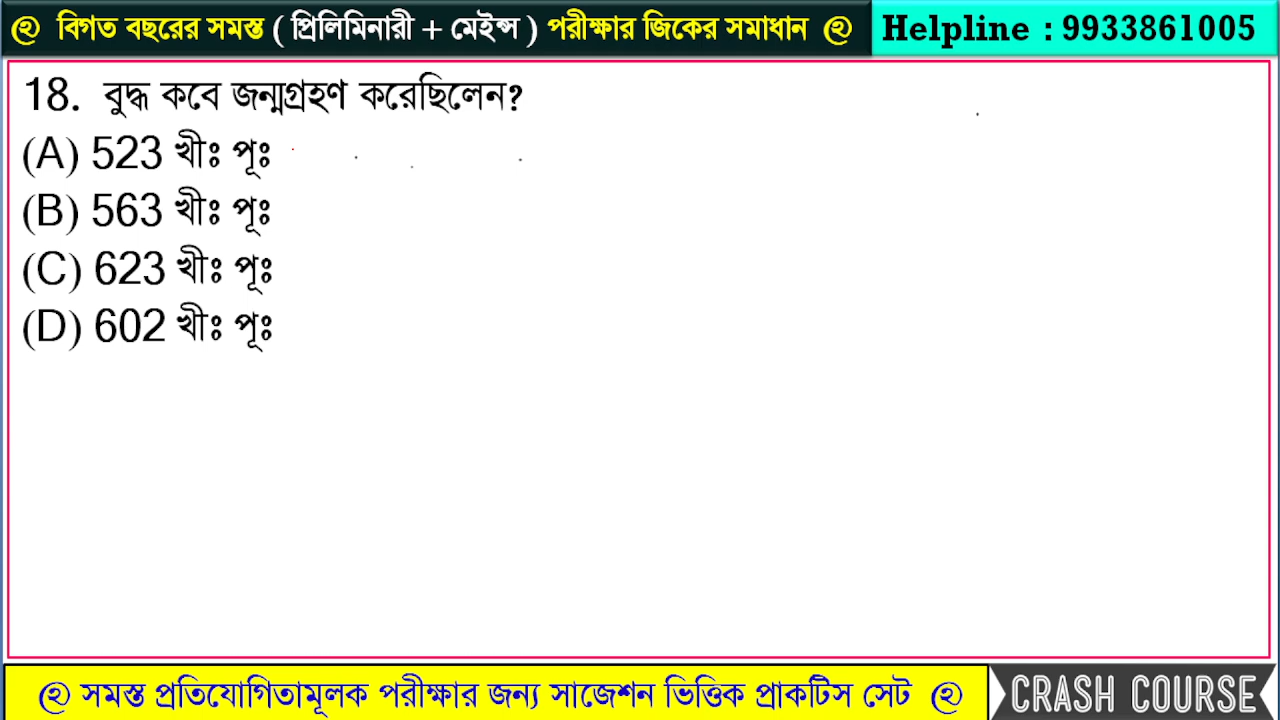 বিগত বছরের সমস্ত ( প্রিলিমিনারী + মেইন্স ) পরীক্ষার জিকের সমাধান
Helpline : 9933861005
18. বুদ্ধ কবে জন্মগ্রহণ করেছিলেন?
(A) 523 খীঃ পূঃ
(B) 563 খীঃ পূঃ
(C) 623 খীঃ পূঃ
(D) 602 খীঃ পূঃ
সমস্ত প্রতিযোগিতামূলক পরীক্ষার জন্য সাজেশন ভিত্তিক প্রাকটিস সেট
CRASH COURSE